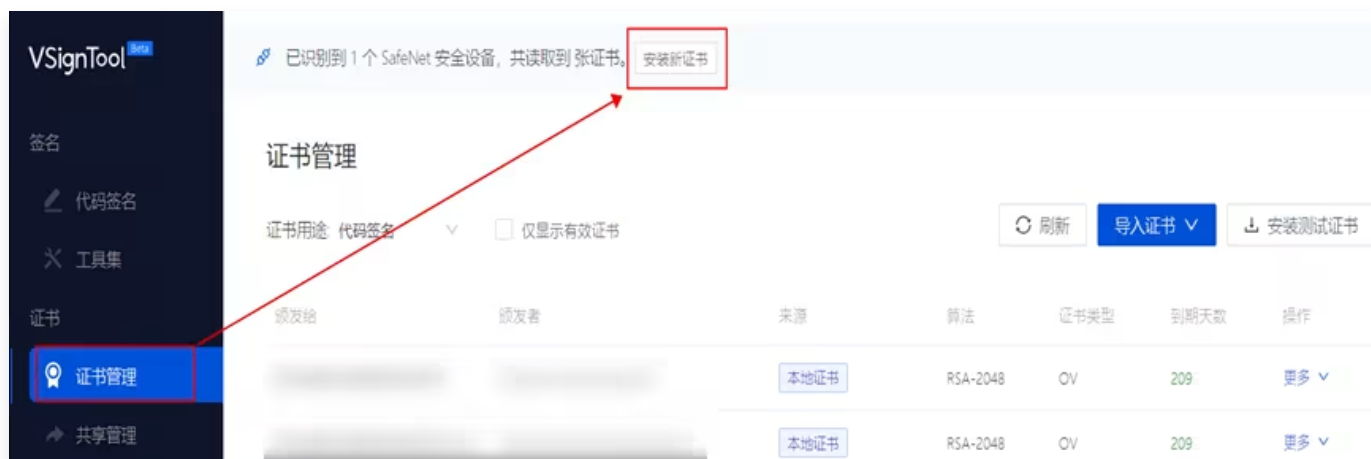 VSignTool Beta
已识别到 1 个 SafeNet 安全设备，共读取到 张证书。 安装新证书
签名
代码签名
工具集
证书
证书管理
共享管理
证书管理
证书用途: 代码签名 仅显示有效证书 刷新 导入证书 安装测试证书
颁发给 颁发者 来源 算法 证书类型 到期天数 操作
本地证书 RSA-2048 OV 209 更多
本地证书 RSA-2048 OV 209 更多